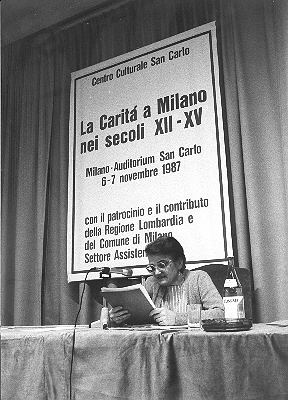 Centro Culturale San Carlo
La Caritá a Milano
nei secoli XII-XV
Milano-Auditorium San Carlo
6-7 novembre 1987
con il patrocinio e il contributo
della Regione Lombardia e
del Comune di Milano
Settore Assisten